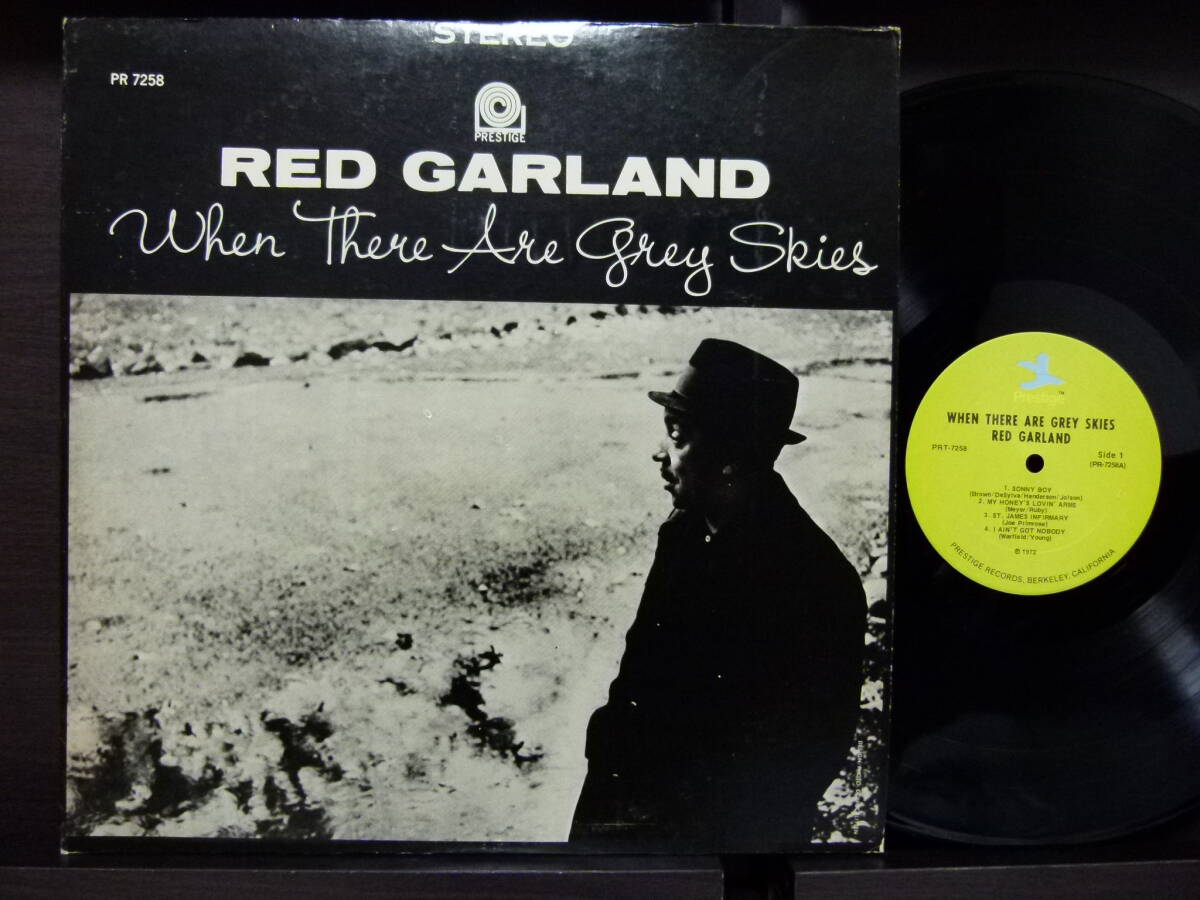 STEREO
PR 7258
PRESTIGE
RED GARLAND
When There Are Grey Skies
Prestige
TM
WHEN THERE ARE GREY SKIES
RED GARLAND
PRT-7258
Side 1
(PR-7258A)
1. SONNY BOY
(Brown/DeSylva/Henderson/Jolson)
2. MY HONEY'S LOVIN' ARMS
(Meyer/Ruby)
3. ST. JAMES INFIRMARY
(Joe Primrose)
4. I AIN'T GOT NOBODY
(Warfield/Young)
℗ 1972
PRESTIGE RECORDS, BERKELEY, CALIFORNIA